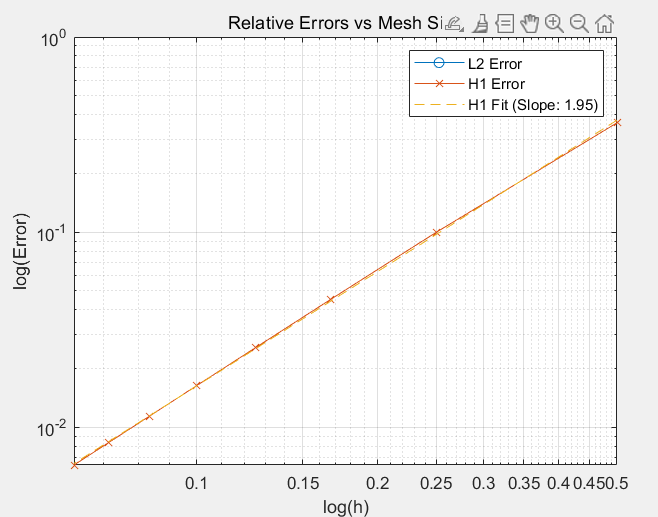 Relative Errors vs Mesh Si
L2 Error
H1 Error
H1 Fit (Slope: 1.95)
10^0
10^-1
10^-2
log(Error)
0.1 0.15 0.2 0.25 0.3 0.35 0.4 0.45 0.5
log(h)